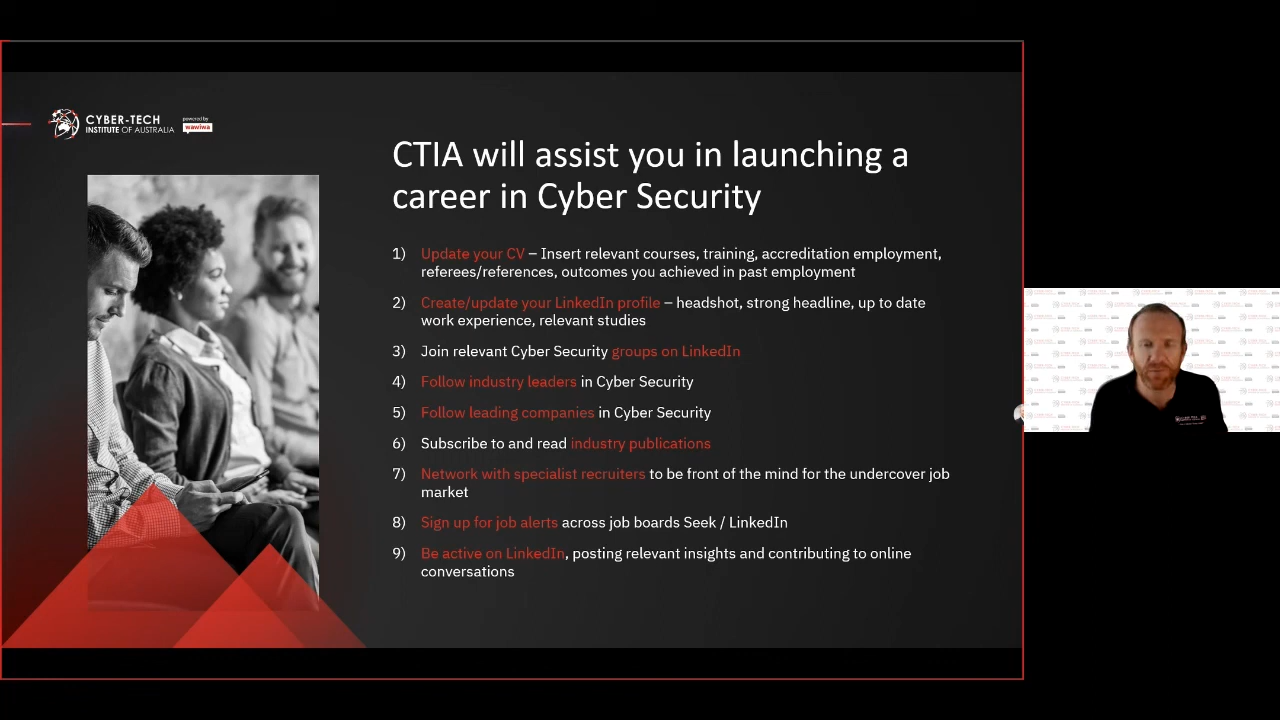 CYBER-TECH
INSTITUTE OF AUSTRALIA
powered by
wawiwa
CTIA will assist you in launching a
career in Cyber Security
1) Update your CV – Insert relevant courses, training, accreditation employment,
referees/references, outcomes you achieved in past employment
2) Create/update your LinkedIn profile – headshot, strong headline, up to date
work experience, relevant studies
3) Join relevant Cyber Security groups on LinkedIn
4) Follow industry leaders in Cyber Security
5) Follow leading companies in Cyber Security
6) Subscribe to and read industry publications
7) Network with specialist recruiters to be front of the mind for the undercover job
market
8) Sign up for job alerts across job boards Seek / LinkedIn
9) Be active on LinkedIn, posting relevant insights and contributing to online
conversations